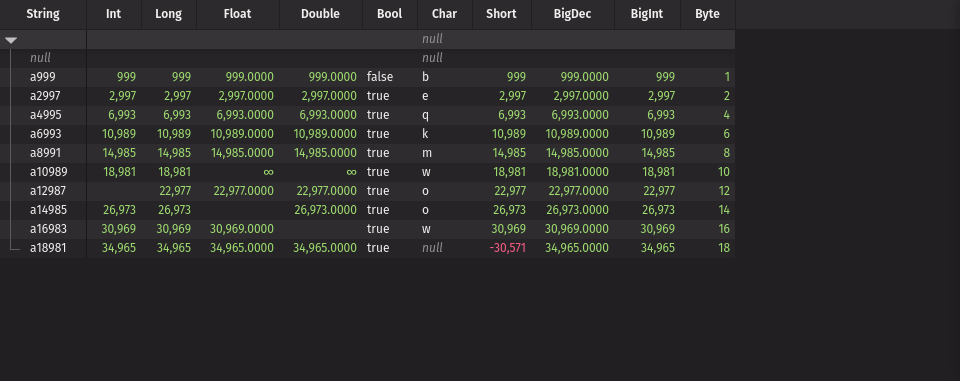 String Int Long Float Double Bool Char Short BigDec BigInt Byte
null
null null
a999 999 999 999.0000 999.0000 false b 999 999.0000 999 1
a2997 2,997 2,997 2,997.0000 2,997.0000 true e 2,997 2,997.0000 2,997 2
a4995 6,993 6,993 6,993.0000 6,993.0000 true q 6,993 6,993.0000 6,993 4
a6993 10,989 10,989 10,989.0000 10,989.0000 true k 10,989 10,989.0000 10,989 6
a8991 14,985 14,985 14,985.0000 14,985.0000 true m 14,985 14,985.0000 14,985 8
a10989 18,981 18,981 ∞ ∞ true w 18,981 18,981.0000 18,981 10
a12987 22,977 22,977.0000 22,977.0000 true o 22,977 22,977.0000 22,977 12
a14985 26,973 26,973 26,973.0000 true o 26,973 26,973.0000 26,973 14
a16983 30,969 30,969 30,969.0000 true w 30,969 30,969.0000 30,969 16
a18981 34,965 34,965 34,965.0000 34,965.0000 true null -30,571 34,965.0000 34,965 18